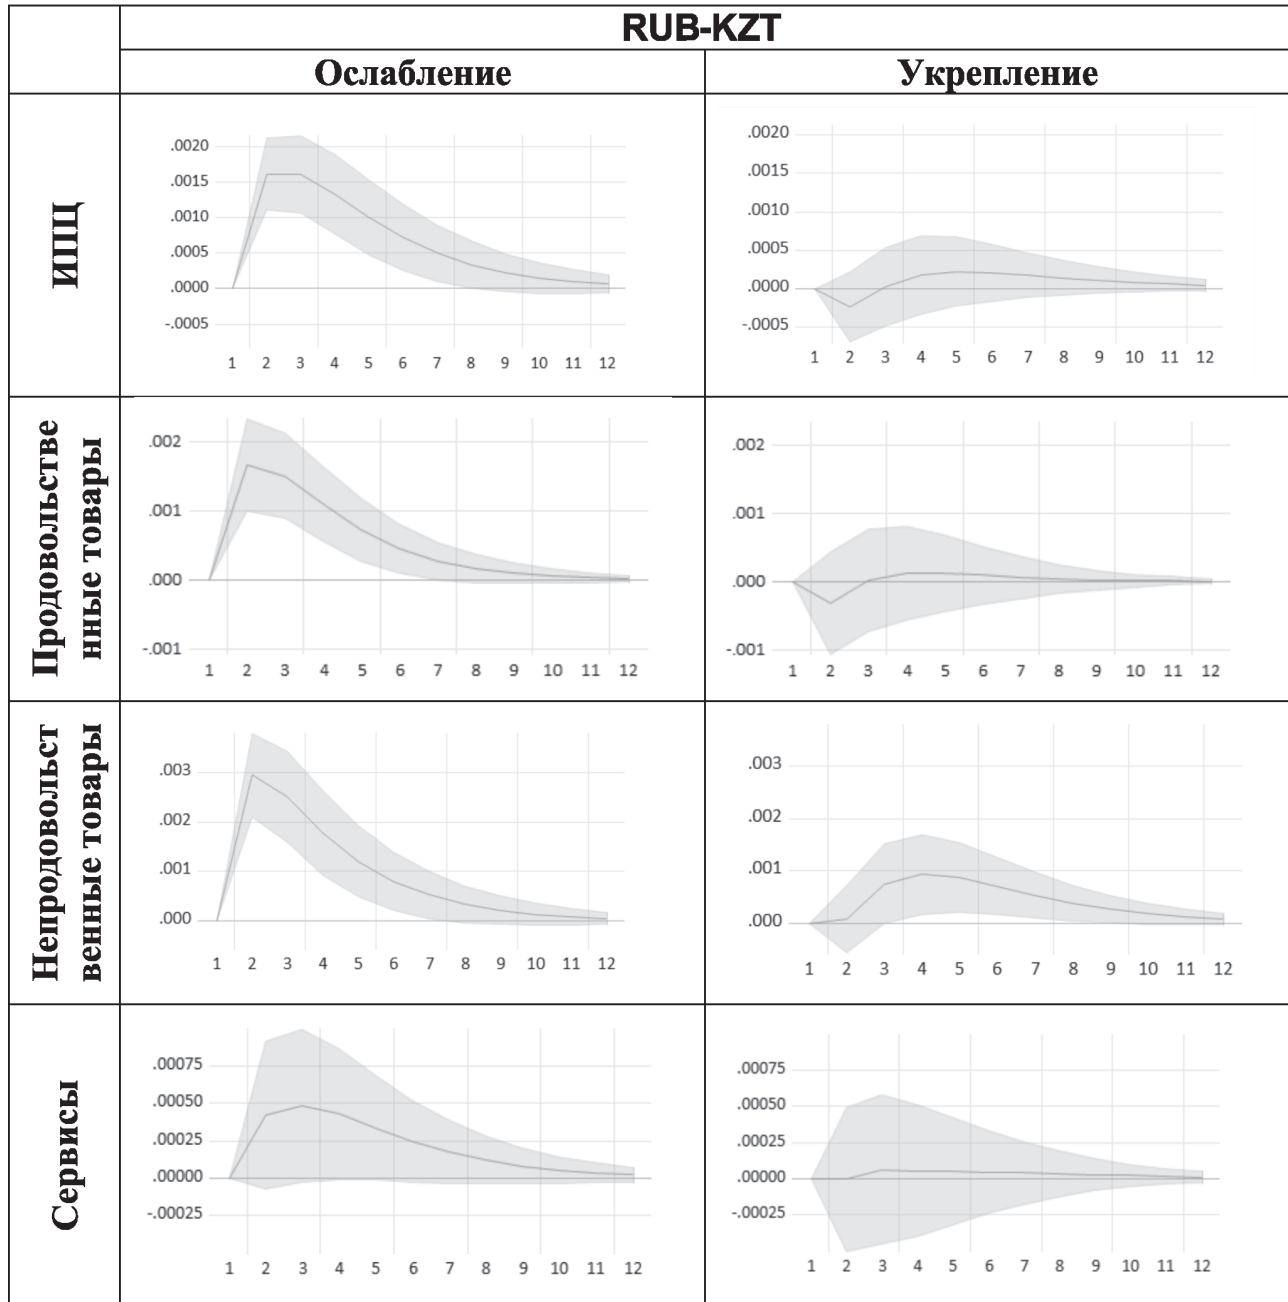 RUB-KZT
Ослабление
Укрепление
ИПЦ
.0020
.0015
.0010
.0005
.0000
-.0005
1 2 3 4 5 6 7 8 9 10 11 12
.0020
.0015
.0010
.0005
.0000
-.0005
1 2 3 4 5 6 7 8 9 10 11 12
Продовольстве
нные товары
.002
.001
.000
-.001
1 2 3 4 5 6 7 8 9 10 11 12
.002
.001
.000
-.001
1 2 3 4 5 6 7 8 9 10 11 12
Непродовольст
венные товары
.003
.002
.001
.000
1 2 3 4 5 6 7 8 9 10 11 12
.003
.002
.001
.000
1 2 3 4 5 6 7 8 9 10 11 12
Сервисы
.00075
.00050
.00025
.00000
-.00025
1 2 3 4 5 6 7 8 9 10 11 12
.00075
.00050
.00025
.00000
-.00025
1 2 3 4 5 6 7 8 9 10 11 12